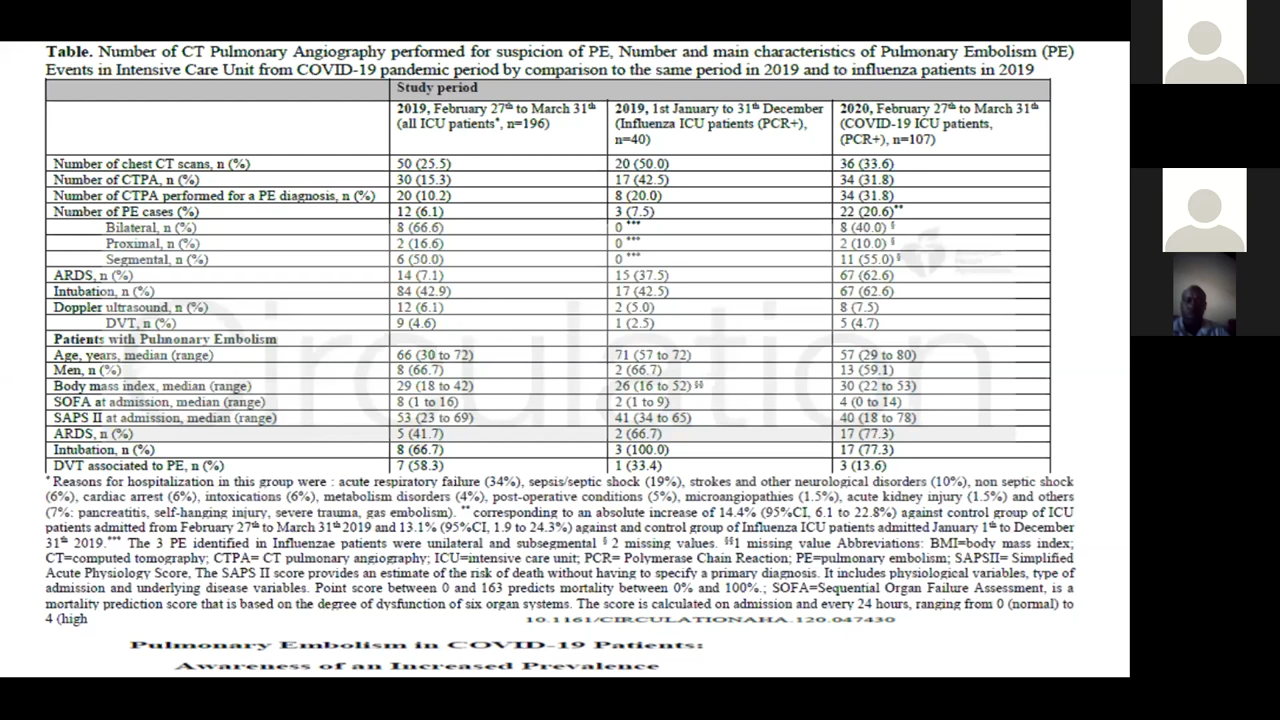 Table. Number of CT Pulmonary Angiography performed for suspicion of PE, Number and main characteristics of Pulmonary Embolism (PE)
Events in Intensive Care Unit from COVID-19 pandemic period by comparison to the same period in 2019 and to influenza patients in 2019
Study period
2019, February 27th to March 31th (all ICU patients*, n=196)
2019, 1st January to 31th December (Influenza ICU patients (PCR+), n=40)
2020, February 27th to March 31th (COVID-19 ICU patients, (PCR+), n=107)
Number of chest CT scans, n (%) 50 (25.5) 20 (50.0) 36 (33.6)
Number of CTPA, n (%) 30 (15.3) 17 (42.5) 34 (31.8)
Number of CTPA performed for a PE diagnosis, n (%) 20 (10.2) 8 (20.0) 34 (31.8)
Number of PE cases (%) 12 (6.1) 3 (7.5) 22 (20.6)**
Bilateral, n (%) 8 (66.6) 0 *** 8 (40.0) §
Proximal, n (%) 2 (16.6) 0 *** 2 (10.0) §
Segmental, n (%) 6 (50.0) 0 *** 11 (55.0) §
ARDS, n (%) 14 (7.1) 15 (37.5) 67 (62.6)
Intubation, n (%) 84 (42.9) 17 (42.5) 67 (62.6)
Doppler ultrasound, n (%) 12 (6.1) 2 (5.0) 8 (7.5)
DVT, n (%) 9 (4.6) 1 (2.5) 5 (4.7)
Patients with Pulmonary Embolism
Age, years, median (range) 66 (30 to 72) 71 (57 to 72) 57 (29 to 80)
Men, n (%) 8 (66.7) 2 (66.7) 13 (59.1)
Body mass index, median (range) 29 (18 to 42) 26 (16 to 52) §§ 30 (22 to 53)
SOFA at admission, median (range) 8 (1 to 16) 2 (1 to 9) 4 (0 to 14)
SAPS II at admission, median (range) 53 (23 to 69) 41 (34 to 65) 40 (18 to 78)
ARDS, n (%) 5 (41.7) 2 (66.7) 17 (77.3)
Intubation, n (%) 8 (66.7) 3 (100.0) 17 (77.3)
DVT associated to PE, n (%) 7 (58.3) 1 (33.4) 3 (13.6)
Circulation
* Reasons for hospitalization in this group were : acute respiratory failure (34%), sepsis/septic shock (19%), strokes and other neurological disorders (10%), non septic shock
(6%), cardiac arrest (6%), intoxications (6%), metabolism disorders (4%), post-operative conditions (5%), microangiopathies (1.5%), acute kidney injury (1.5%) and others
(7%: pancreatitis, self-hanging injury, severe trauma, gas embolism). ** corresponding to an absolute increase of 14.4% (95%CI, 6.1 to 22.8%) against control group of ICU
patients admitted from February 27th to March 31th 2019 and 13.1% (95%CI, 1.9 to 24.3%) against and control group of Influenza ICU patients admitted January 1th to December
31th 2019.*** The 3 PE identified in Influenzae patients were unilateral and subsegmental § 2 missing values. §§1 missing value Abbreviations: BMI=body mass index;
CT=computed tomography; CTPA= CT pulmonary angiography; ICU=intensive care unit; PCR= Polymerase Chain Reaction; PE=pulmonary embolism; SAPSII= Simplified
Acute Physiology Score, The SAPS II score provides an estimate of the risk of death without having to specify a primary diagnosis. It includes physiological variables, type of
admission and underlying disease variables. Point score between 0 and 163 predicts mortality between 0% and 100%.; SOFA=Sequential Organ Failure Assessment, is a
mortality prediction score that is based on the degree of dysfunction of six organ systems. The score is calculated on admission and every 24 hours, ranging from 0 (normal) to
4 (high
10.1161/CIRCULATIONAHA.120.047430
Pulmonary Embolism in COVID-19 Patients:
Awareness of an Increased Prevalence